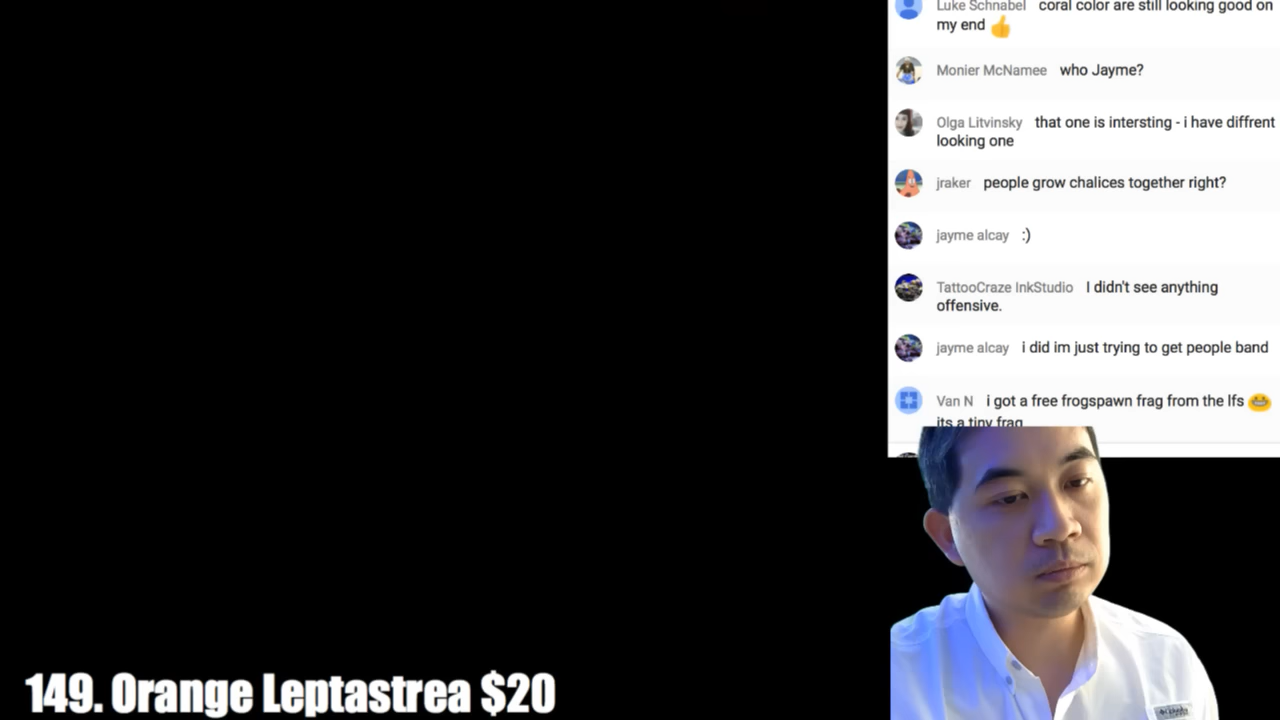 Luke Schnabel coral color are still looking good on
my end 👍
Monier McNamee who Jayme?
Olga Litvinsky that one is intersting - i have diffrent
looking one
jraker people grow chalices together right?
jayme alcay :)
TattooCraze InkStudio I didn't see anything
offensive.
jayme alcay i did im just trying to get people band
Van N i got a free frogspawn frag from the lfs 😁
its a tiny frag
149. Orange Leptastrea $20